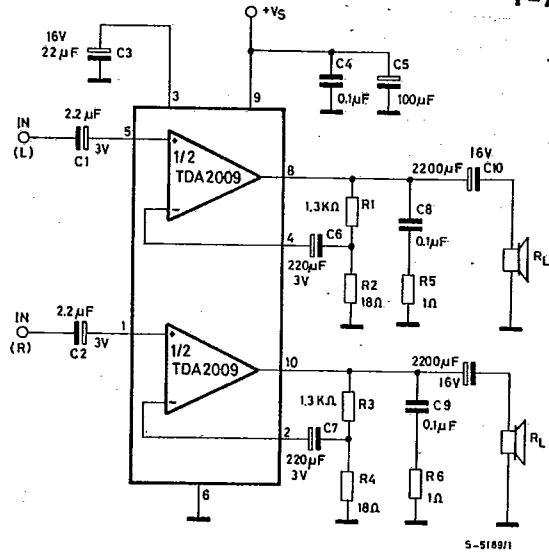 +Vs
16V
22µF
C3
C4
0.1µF
C5
100µF
3
9
IN
(L)
2.2µF
3V
C1
5
1
+
1/2
TDA2009
−
8
4
C6
220µF
3V
1.3KΩ
R1
R2
18Ω
C8
0.1µF
R5
1Ω
2200µF
16V
C10
RL
IN
(R)
2.2µF
3V
C2
1
+
1/2
TDA2009
−
10
2
C7
220µF
3V
1.3KΩ
R3
R4
18Ω
C9
0.1µF
R6
1Ω
2200µF
16V
RL
6
S-5189/1